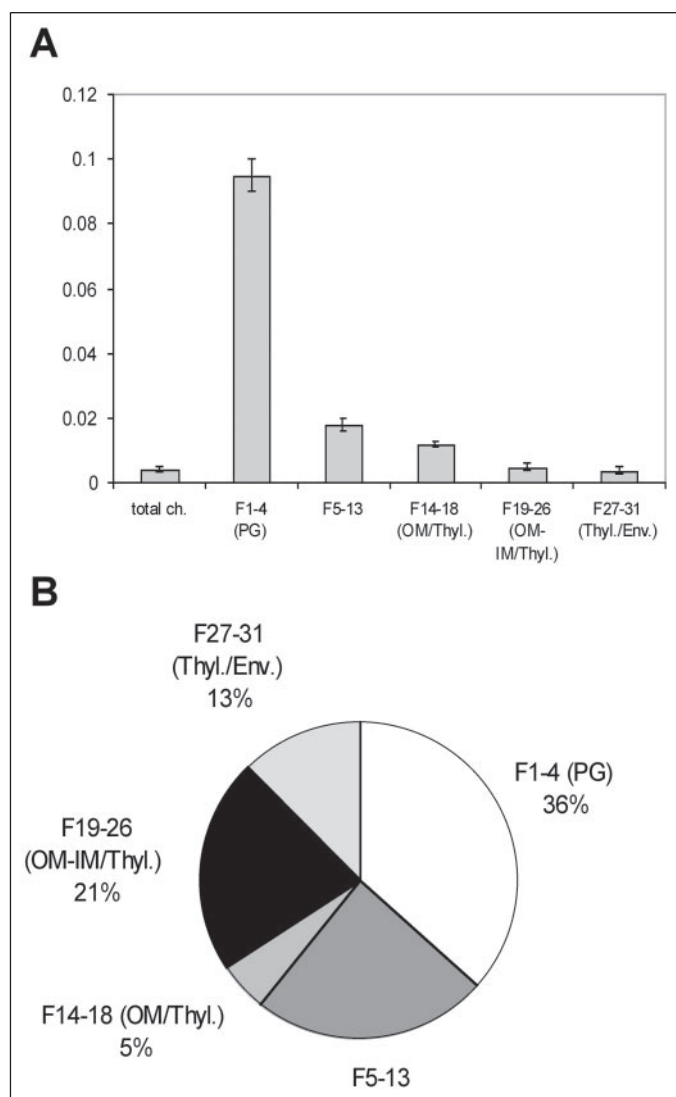 A
0.12
0.1
0.08
0.06
0.04
0.02
0
total ch.
F1-4
(PG)
F5-13
F14-18
(OM/Thyl.)
F19-26
(OM-
IM/Thyl.)
F27-31
(Thyl./Env.)
B
F27-31
(Thyl./Env.)
13%
F1-4 (PG)
36%
F19-26
(OM-IM/Thyl.)
21%
F14-18 (OM/Thyl.)
5%
F5-13